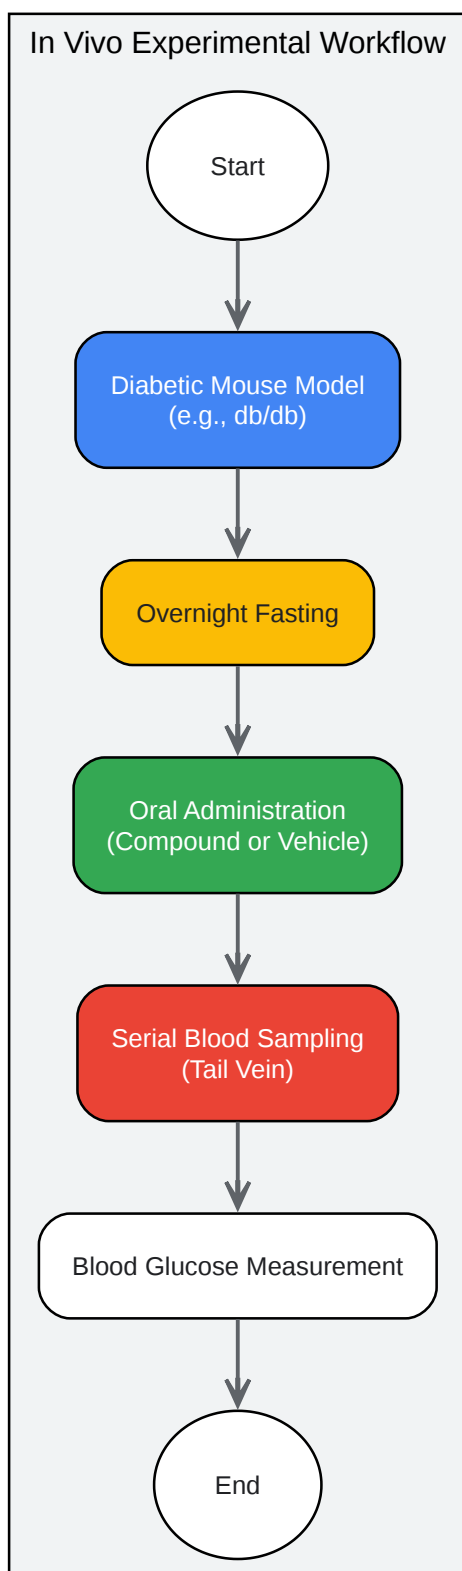 In Vivo Experimental Workflow
Start
Diabetic Mouse Model
(e.g., db/db)
Overnight Fasting
Oral Administration
(Compound or Vehicle)
Serial Blood Sampling
(Tail Vein)
Blood Glucose Measurement
End